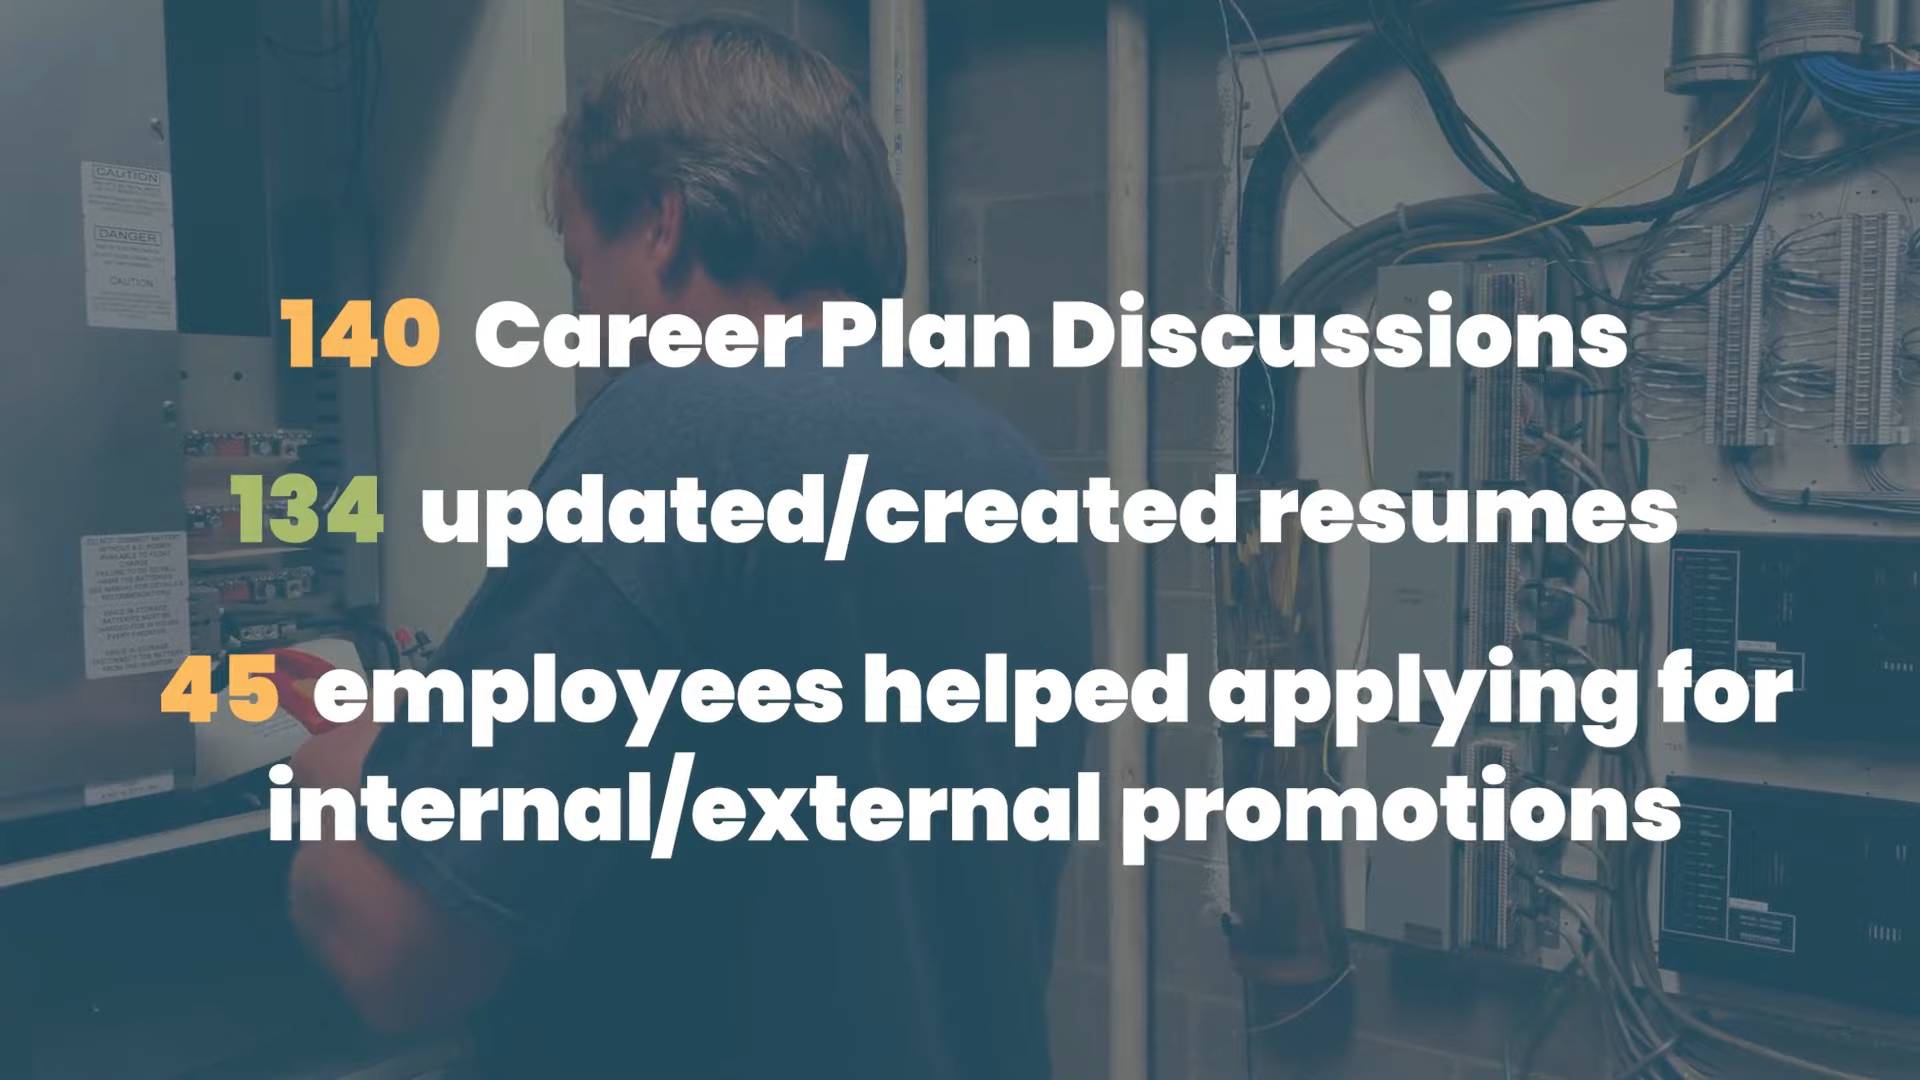 CAUTION
DANGER
CAUTION
140 Career Plan Discussions
134 updated/created resumes
45 employees helped applying for
internal/external promotions